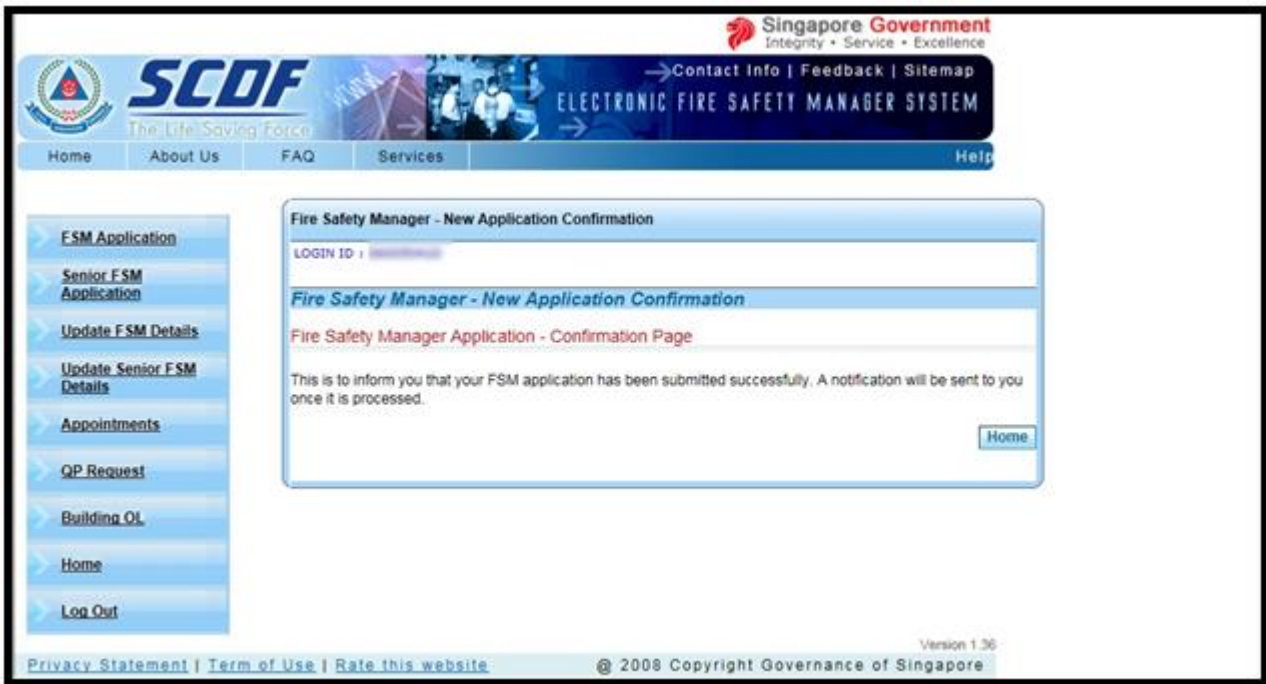 Singapore Government
Integrity • Service • Excellence
SCDF
The Life Saving Force
www
Contact Info | Feedback | Sitemap
ELECTRONIC FIRE SAFETY MANAGER SYSTEM
Home About Us FAQ Services Help
FSM Application
Senior FSM
Application
Update FSM Details
Update Senior FSM
Details
Appointments
QP Request
Building OL
Home
Log Out
Fire Safety Manager - New Application Confirmation
LOGIN ID :
Fire Safety Manager - New Application Confirmation
Fire Safety Manager Application - Confirmation Page
This is to inform you that your FSM application has been submitted successfully. A notification will be sent to you
once it is processed.
Home
Version 1.36
Privacy Statement | Term of Use | Rate this website @ 2008 Copyright Governance of Singapore